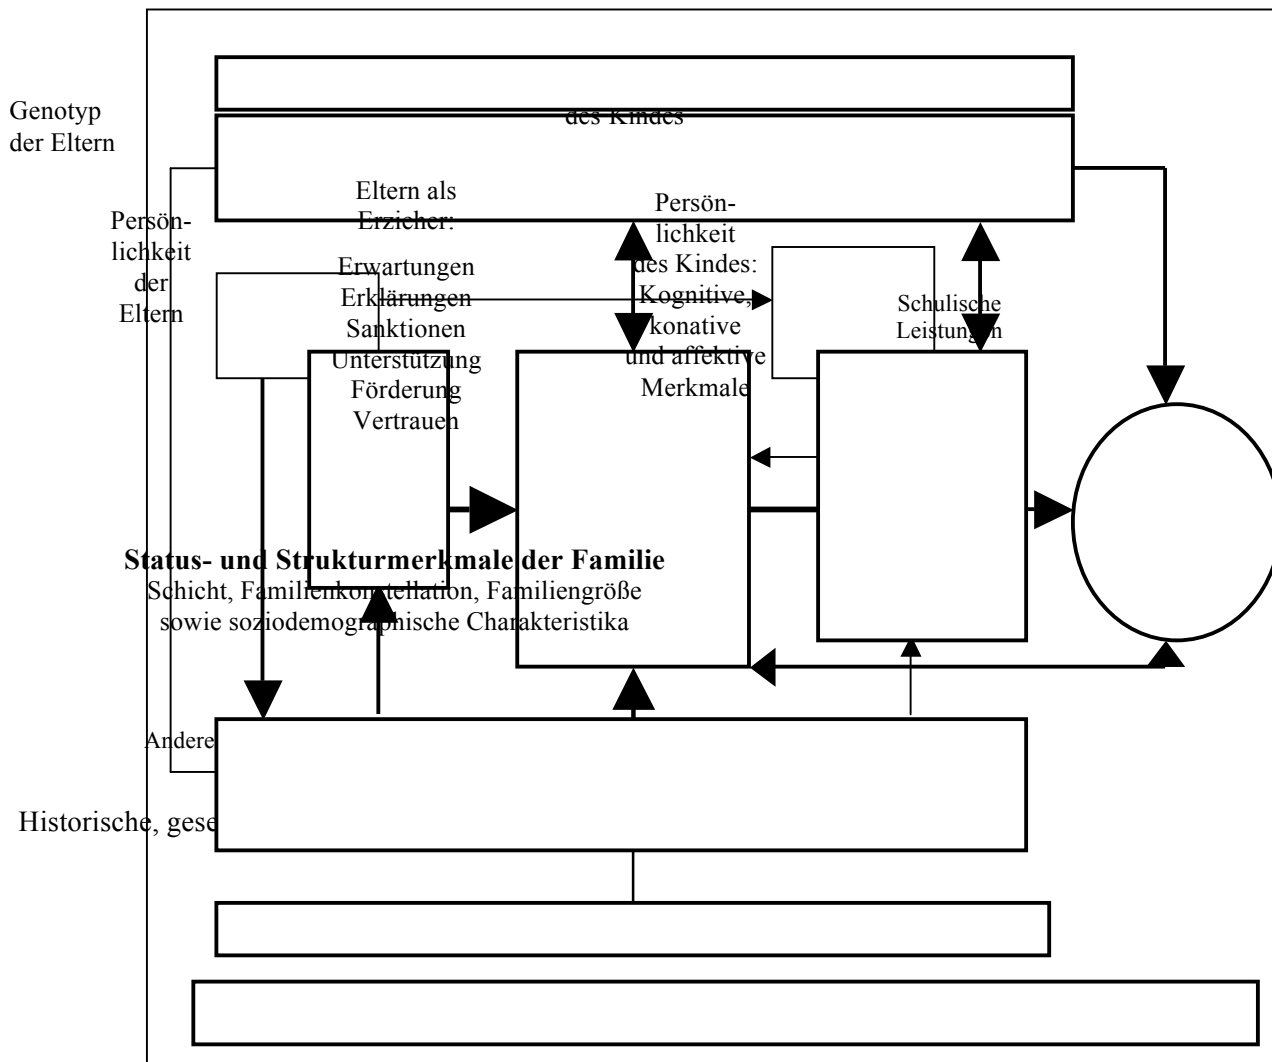 des Kindes
Genotyp
der Eltern
Persön-
lichkeit
der
Eltern
Eltern als
Erzieher:
Erwartungen
Erklärungen
Sanktionen
Unterstützung
Förderung
Vertrauen
Persön-
lichkeit
des Kindes:
Kognitive,
konative
und affektive
Merkmale
Schulische
Leistungen
Status- und Strukturmerkmale der Familie
Schicht, Familienkonstellation, Familiengröße
sowie soziodemographische Charakteristika
Andere
Historische, gese